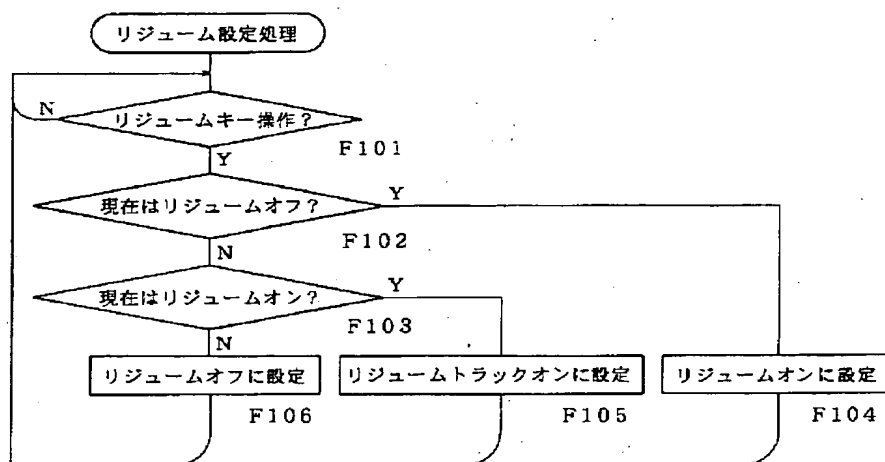 リジューム設定処理
N
リジュームキー操作?
F101
Y
現在はリジュームオフ?
Y
F102
N
現在はリジュームオン?
Y
F103
N
リジュームオフに設定
リジュームトラックオンに設定
リジュームオンに設定
F106
F105
F104